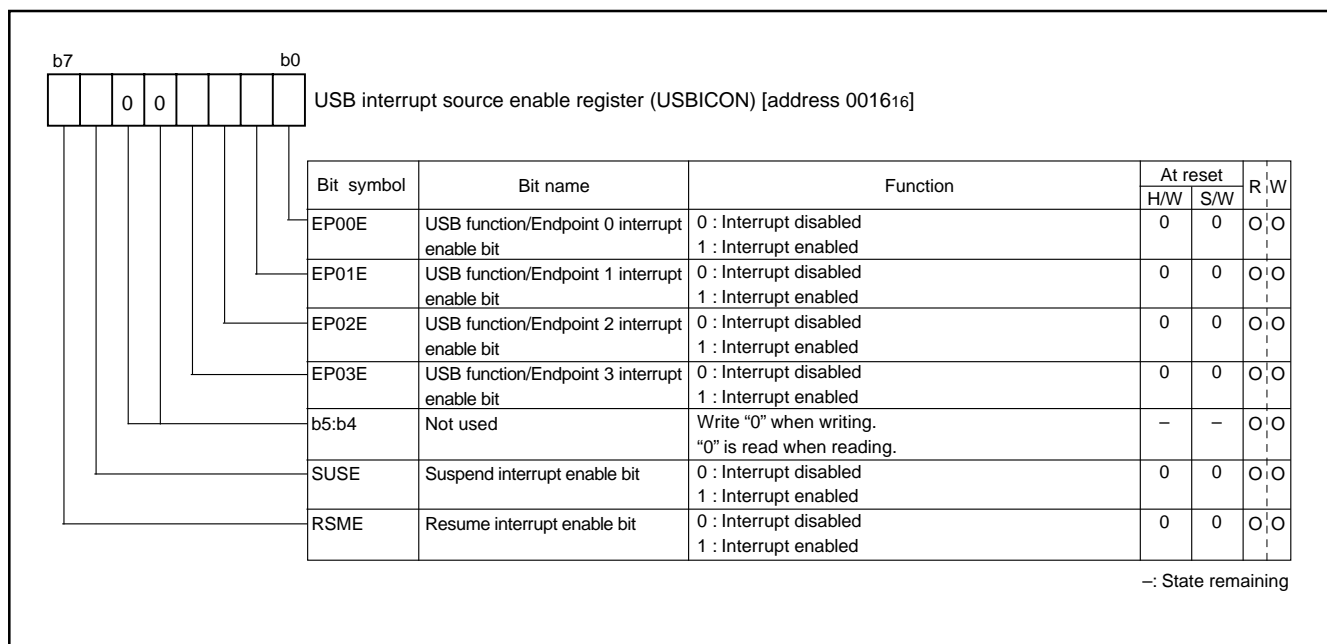 b7 b0
0 0
USB interrupt source enable register (USBICON) [address 001616]
Bit symbol Bit name Function At reset R W
H/W S/W
EP00E USB function/Endpoint 0 interrupt 0 : Interrupt disabled 0 0 O O
enable bit 1 : Interrupt enabled
EP01E USB function/Endpoint 1 interrupt 0 : Interrupt disabled 0 0 O O
enable bit 1 : Interrupt enabled
EP02E USB function/Endpoint 2 interrupt 0 : Interrupt disabled 0 0 O O
enable bit 1 : Interrupt enabled
EP03E USB function/Endpoint 3 interrupt 0 : Interrupt disabled 0 0 O O
enable bit 1 : Interrupt enabled
b5:b4 Not used Write “0” when writing. – – O O
“0” is read when reading.
SUSE Suspend interrupt enable bit 0 : Interrupt disabled 0 0 O O
1 : Interrupt enabled
RSME Resume interrupt enable bit 0 : Interrupt disabled 0 0 O O
1 : Interrupt enabled
–: State remaining